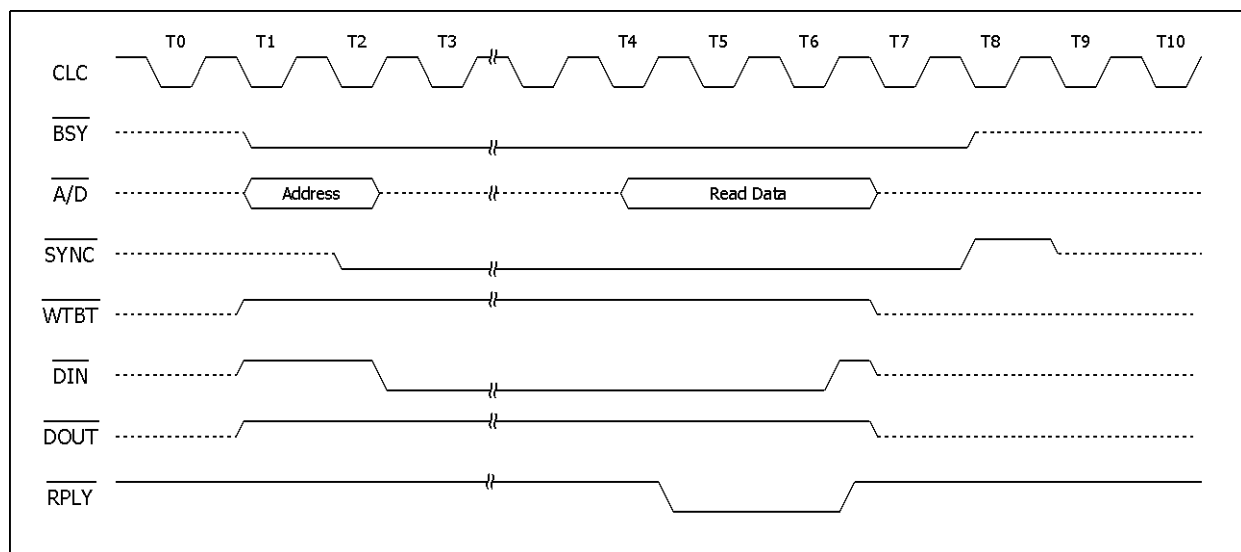 T0 T1 T2 T3 T4 T5 T6 T7 T8 T9 T10
CLC
BSY
A/D Address Read Data
SYNC
WTBT
DIN
DOUT
RPLY